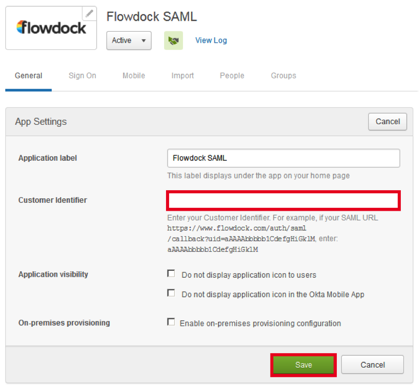 flowdock
Flowdock SAML
Active
View Log
General Sign On Mobile Import People Groups
App Settings
Cancel
Application label
Flowdock SAML
This label displays under the app on your home page
Customer Identifier
Enter your Customer Identifier. For example, if your SAML URL
https://www.flowdock.com/auth/saml
/callback?uid=aAAAAbbbbb1CdefgHiGklM, enter:
aAAAAbbbbb1CdefgHiGklM
Application visibility
Do not display application icon to users
Do not display application icon in the Okta Mobile App
On-premises provisioning
Enable on-premises provisioning configuration
Save
Cancel